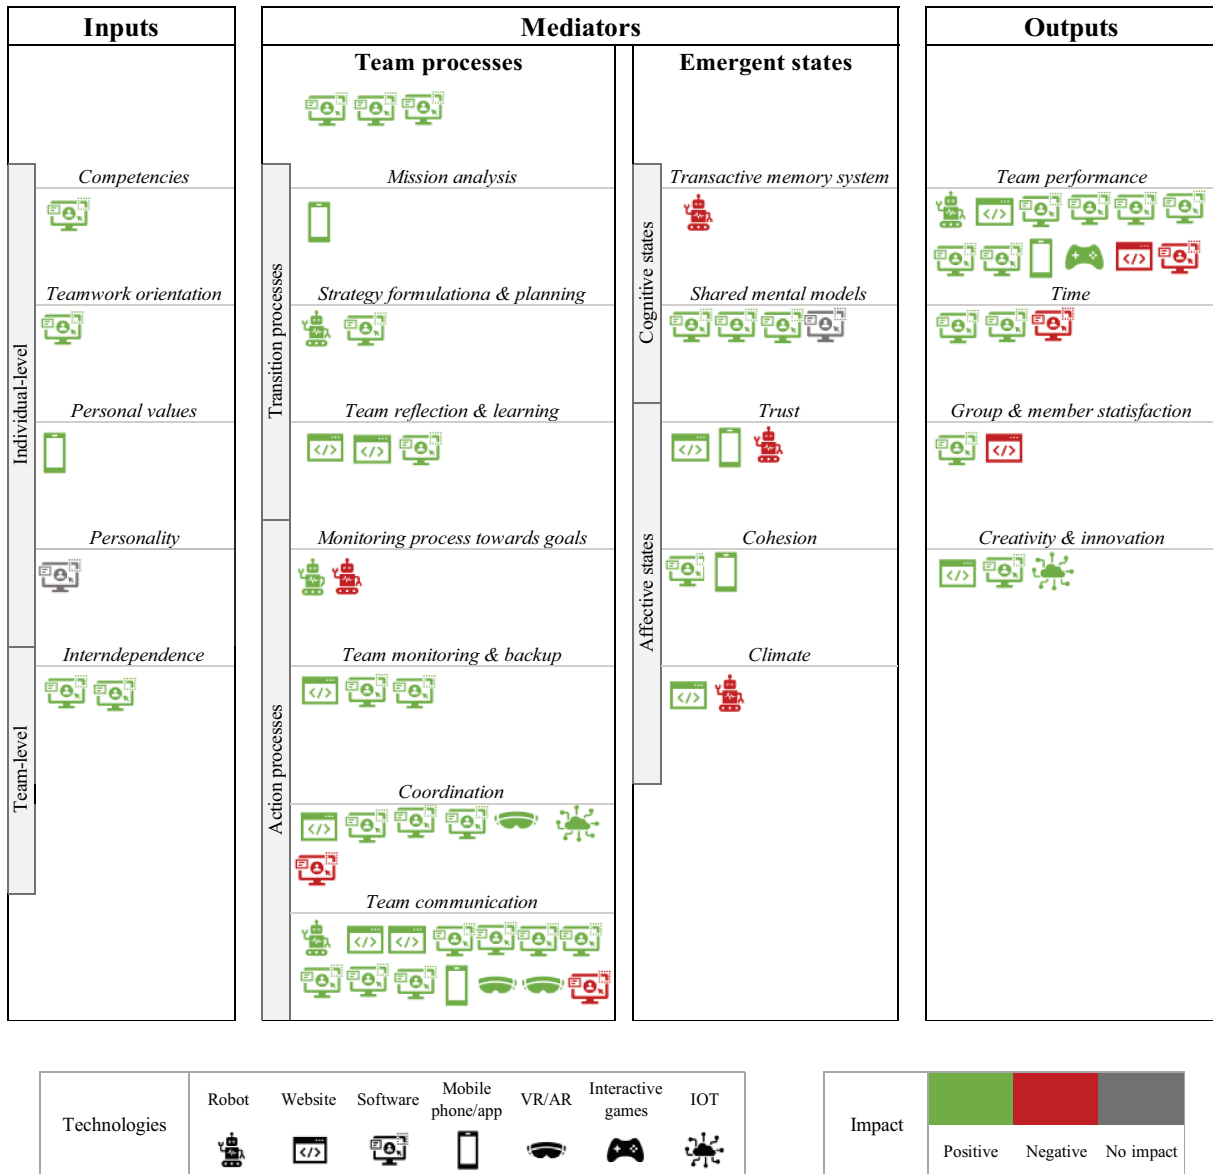 Inputs
Mediators
Outputs
Team processes
Emergent states
Individual-level
Team-level
Competencies
Teamwork orientation
Personal values
Personality
Interndependence
Transition processes
Action processes
Mission analysis
Strategy formulationa & planning
Team reflection & learning
Monitoring process towards goals
Team monitoring & backup
Coordination
Team communication
Cognitive states
Affective states
Transactive memory system
Shared mental models
Trust
Cohesion
Climate
Team performance
Time
Group & member statisfaction
Creativity & innovation
Technologies
Robot
Website
Software
Mobile
phone/app
VR/AR
Interactive
games
IOT
Impact
Positive
Negative
No impact